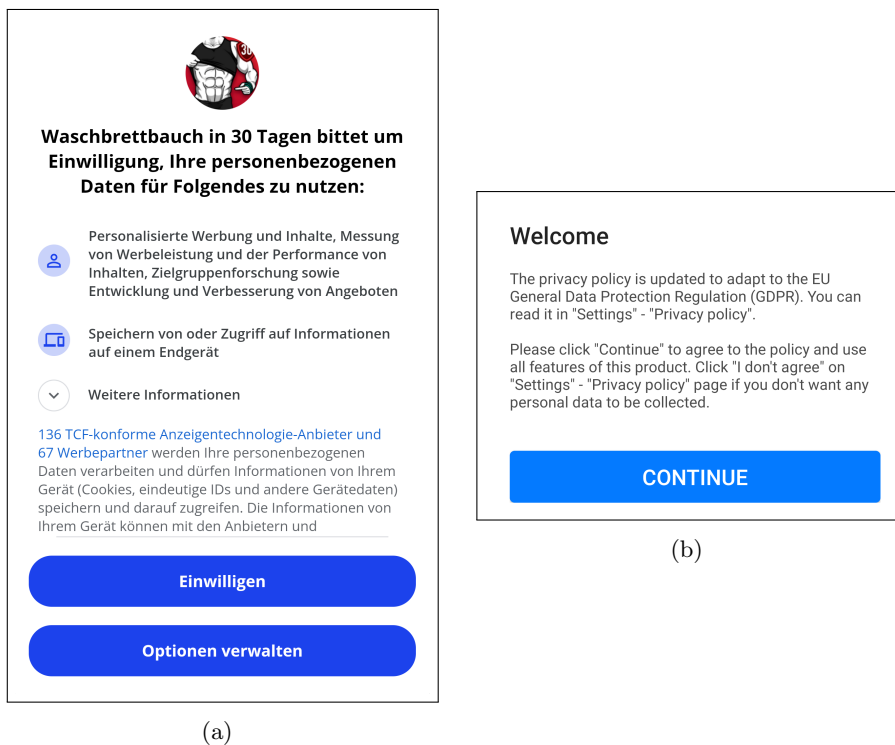 30
Waschbrettbauch in 30 Tagen bittet um
Einwilligung, Ihre personenbezogenen
Daten für Folgendes zu nutzen:
Personalisierte Werbung und Inhalte, Messung
von Werbeleistung und der Performance von
Inhalten, Zielgruppenforschung sowie
Entwicklung und Verbesserung von Angeboten
Speichern von oder Zugriff auf Informationen
auf einem Endgerät
Weitere Informationen
136 TCF-konforme Anzeigentechnologie-Anbieter und
67 Werbepartner werden Ihre personenbezogenen
Daten verarbeiten und dürfen Informationen von Ihrem
Gerät (Cookies, eindeutige IDs und andere Gerätedaten)
speichern und darauf zugreifen. Die Informationen von
Ihrem Gerät können mit den Anbietern und
Einwilligen
Optionen verwalten
(a)
Welcome
The privacy policy is updated to adapt to the EU
General Data Protection Regulation (GDPR). You can
read it in "Settings" - "Privacy policy".
Please click "Continue" to agree to the policy and use
all features of this product. Click "I don't agree" on
"Settings" - "Privacy policy" page if you don't want any
personal data to be collected.
CONTINUE
(b)